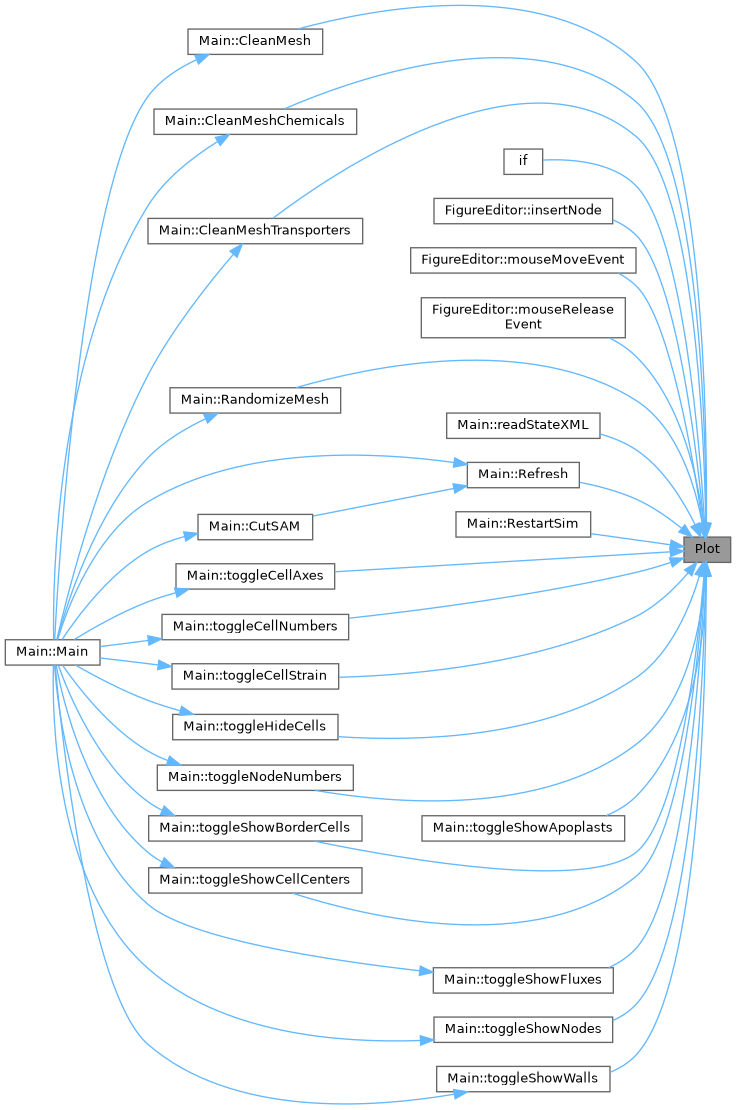 Main::CleanMesh
Main::CleanMeshChemicals
if
FigureEditor::insertNode
Main::CleanMeshTransporters
FigureEditor::mouseMoveEvent
FigureEditor::mouseRelease
Event
Main::RandomizeMesh
Main::readStateXML
Main::Refresh
Main::RestartSim
Main::CutSAM
Plot
Main::toggleCellAxes
Main::toggleCellNumbers
Main::Main
Main::toggleCellStrain
Main::toggleHideCells
Main::toggleNodeNumbers
Main::toggleShowBorderCells
Main::toggleShowApoplasts
Main::toggleShowCellCenters
Main::toggleShowFluxes
Main::toggleShowNodes
Main::toggleShowWalls